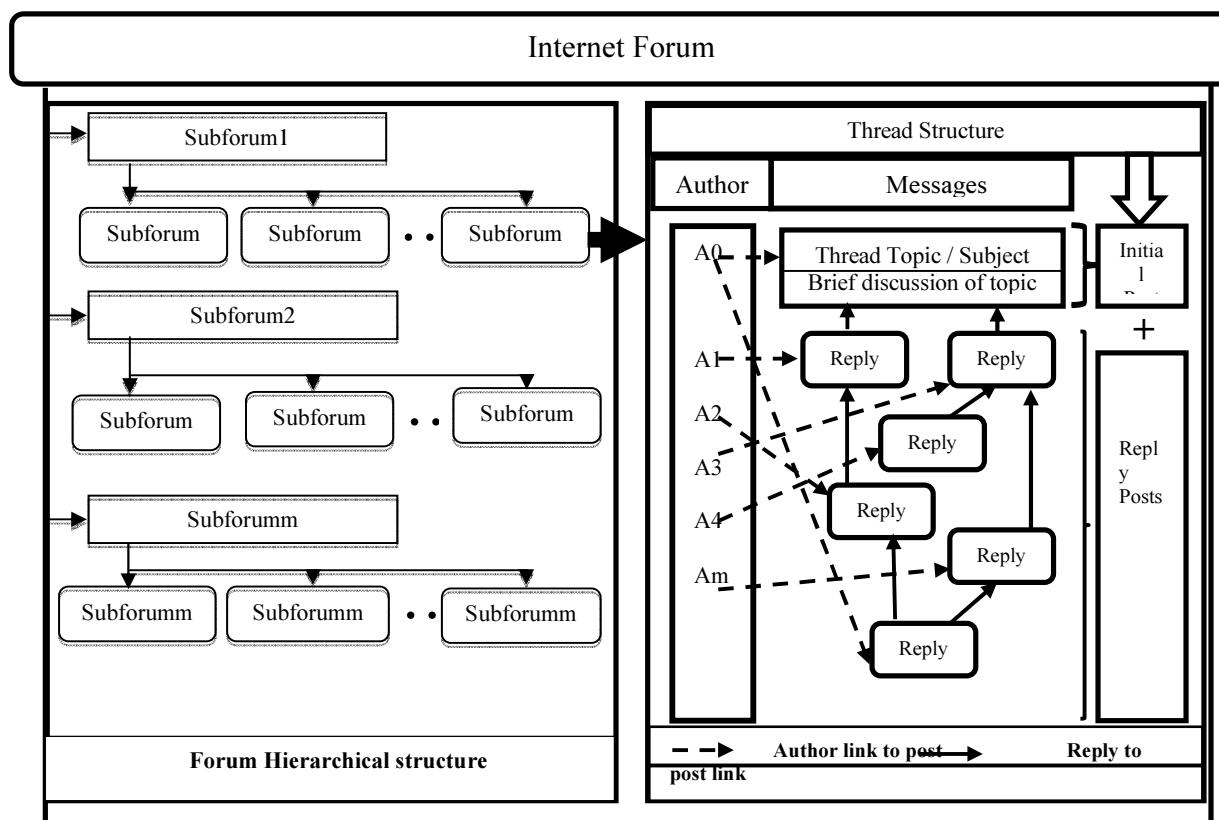 Internet Forum
Subforum1
Subforum
Subforum
. .
Subforum
Subforum2
Subforum
Subforum
. .
Subforum
Subforumm
Subforumm
Subforumm
. .
Subforumm
Forum Hierarchical structure
Thread Structure
Author
Messages
A0
Thread Topic / Subject
Brief discussion of topic
Initia
l
+
A1
Reply
Reply
A2
Reply
A3
A4
Reply
Am
Reply
Reply
Repl
y
Posts
Author link to post
Reply to
post link